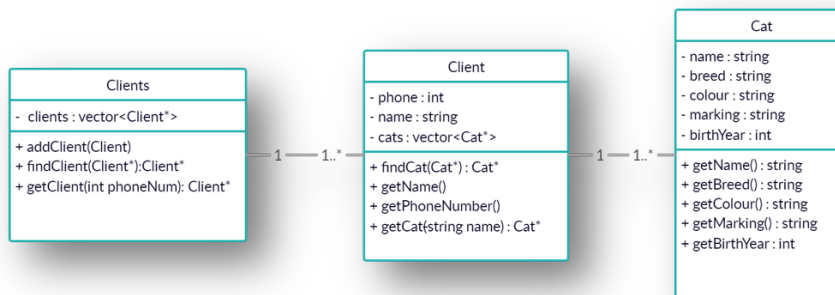 Clients
- clients : vector<Client*>
+ addClient(Client)
+ findClient(Client*):Client*
+ getClient(int phoneNum): Client*
1
1..*
Client
- phone : int
- name : string
- cats : vector<Cat*>
+ findCat(Cat*) : Cat*
+ getName()
+ getPhoneNumber()
+ getCat(string name) : Cat*
1
1..*
Cat
- name : string
- breed : string
- colour : string
- marking : string
- birthYear : int
+ getName() : string
+ getBreed() : string
+ getColor() : string
+ getMarking() : string
+ getBirthYear : int